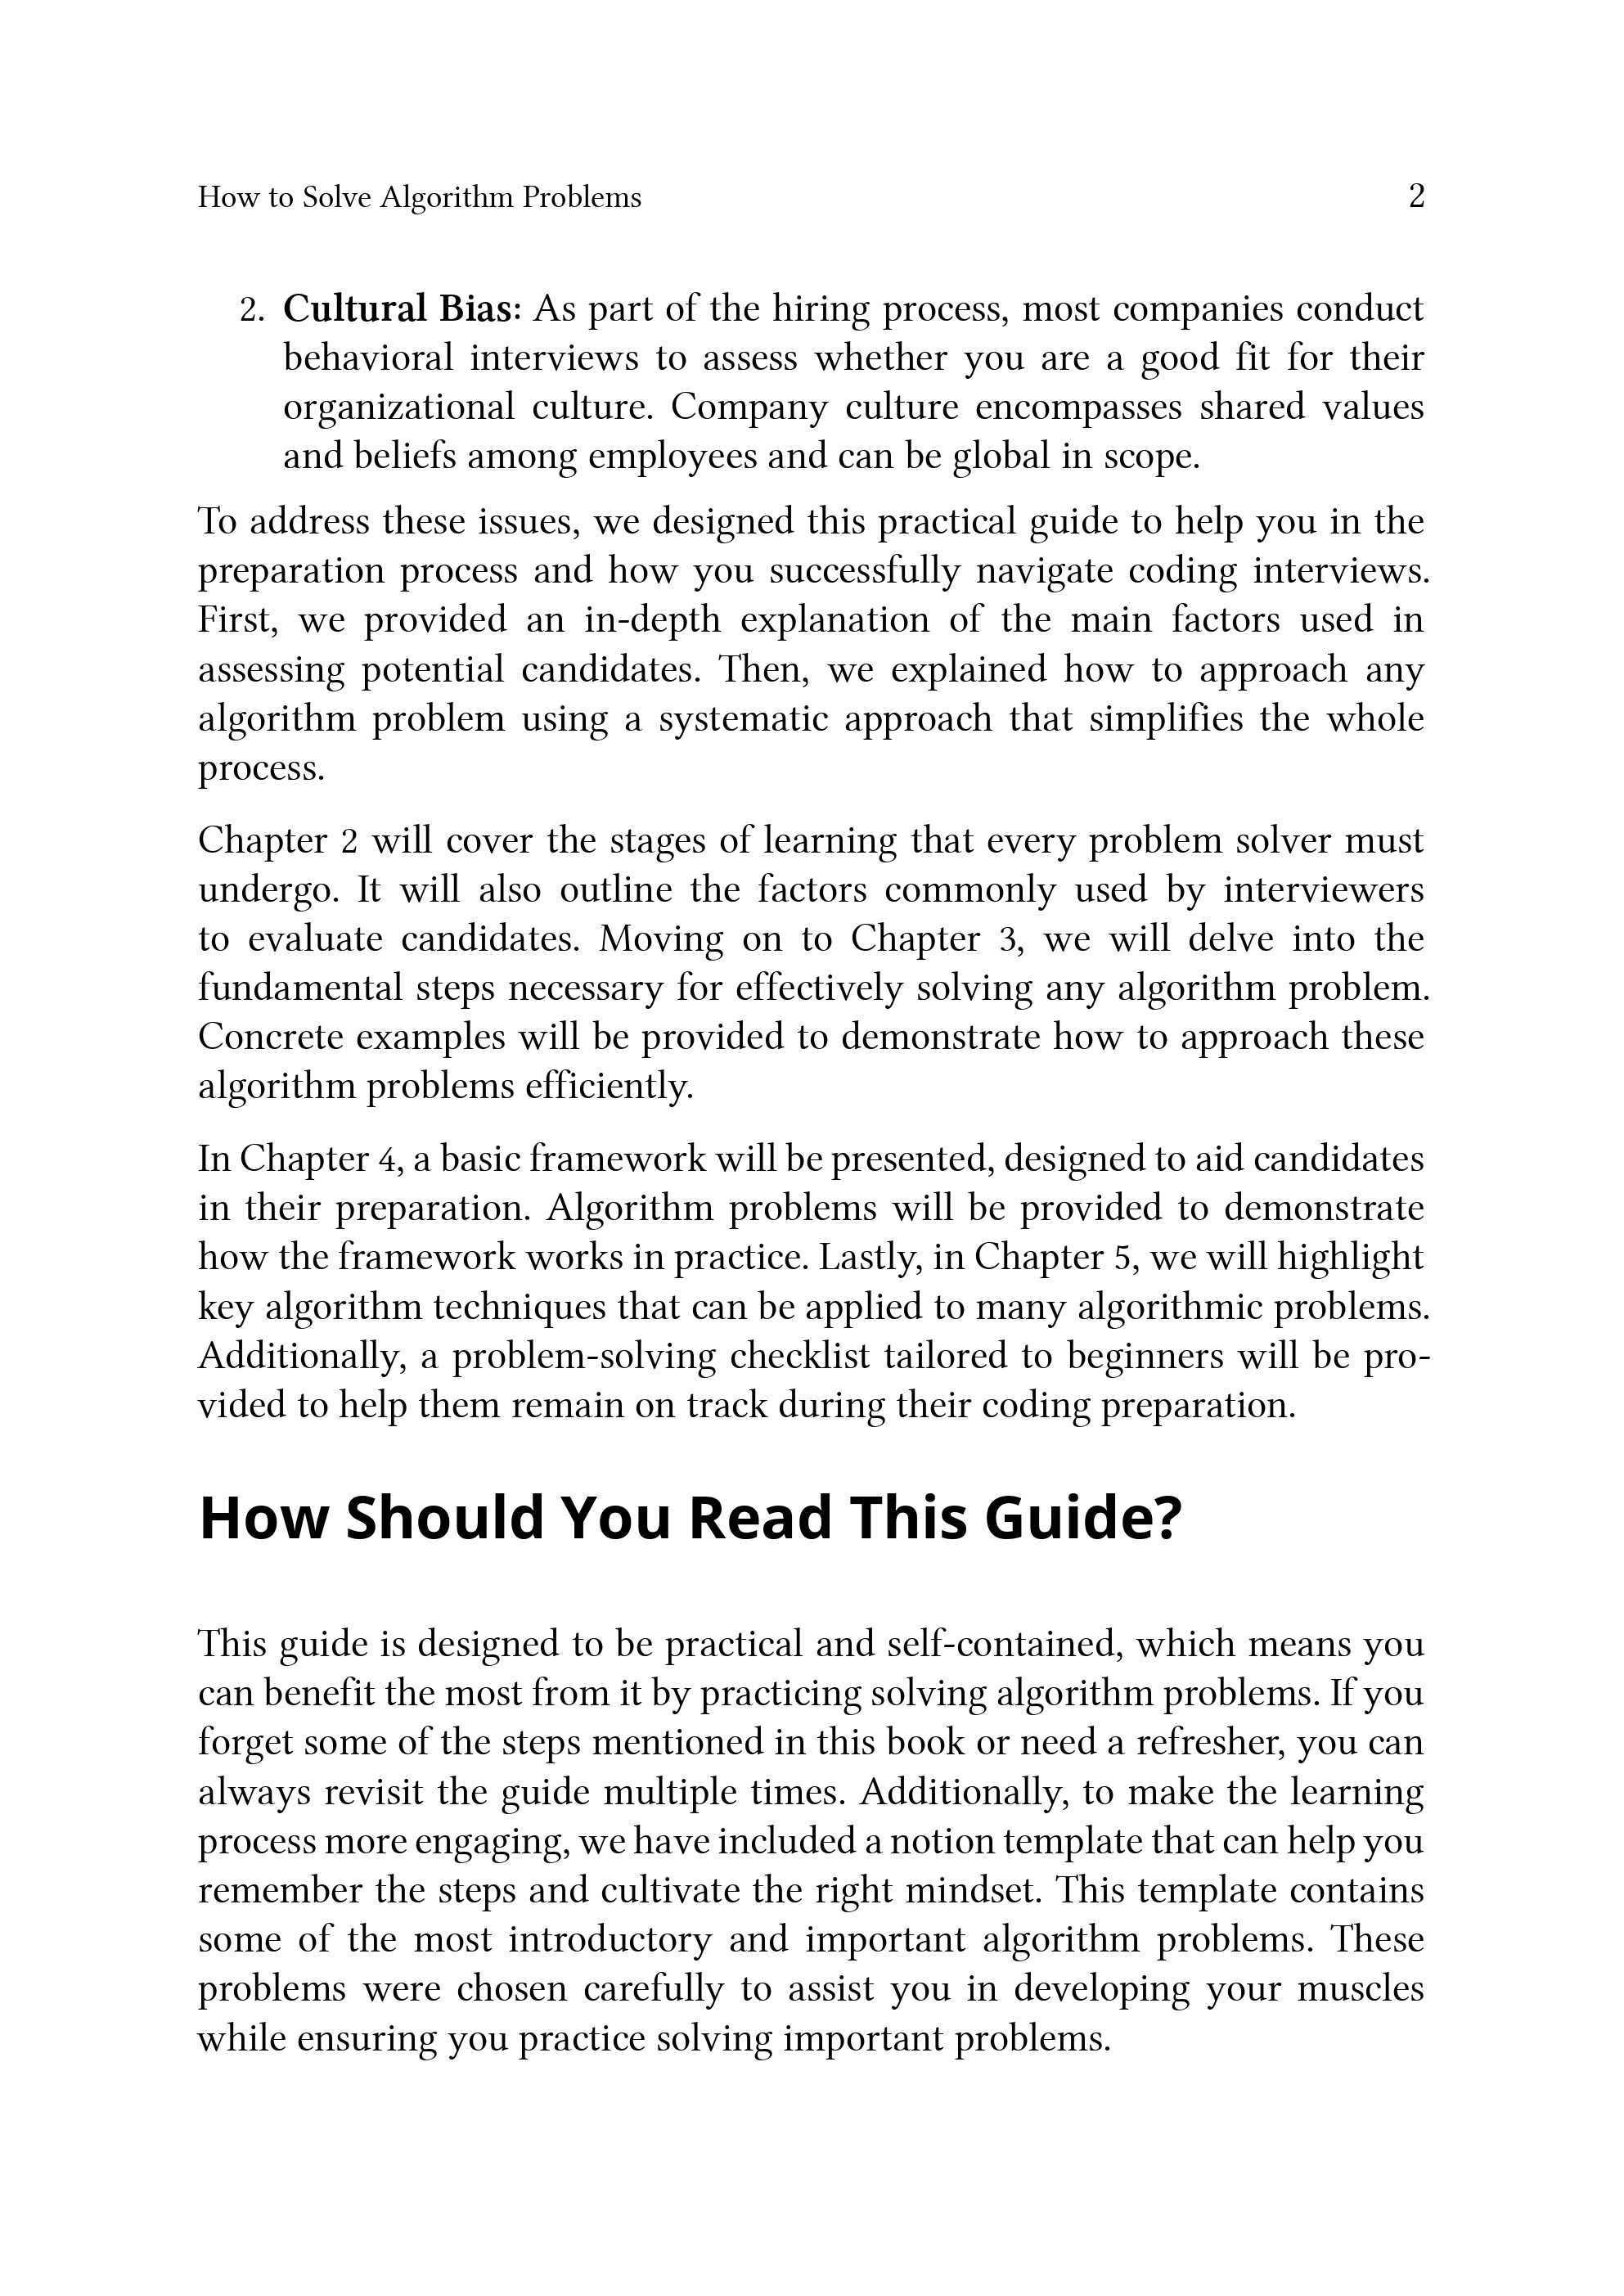 How to Solve Algorithm Problems 2
2. Cultural Bias: As part of the hiring process, most companies conduct
behavioral interviews to assess whether you are a good fit for their
organizational culture. Company culture encompasses shared values
and beliefs among employees and can be global in scope.
To address these issues, we designed this practical guide to help you in the
preparation process and how you successfully navigate coding interviews.
First, we provided an in-depth explanation of the main factors used in
assessing potential candidates. Then, we explained how to approach any
algorithm problem using a systematic approach that simplifies the whole
process.
Chapter 2 will cover the stages of learning that every problem solver must
undergo. It will also outline the factors commonly used by interviewers
to evaluate candidates. Moving on to Chapter 3, we will delve into the
fundamental steps necessary for effectively solving any algorithm problem.
Concrete examples will be provided to demonstrate how to approach these
algorithm problems efficiently.
In Chapter 4, a basic framework will be presented, designed to aid candidates
in their preparation. Algorithm problems will be provided to demonstrate
how the framework works in practice. Lastly, in Chapter 5, we will highlight
key algorithm techniques that can be applied to many algorithmic problems.
Additionally, a problem-solving checklist tailored to beginners will be pro-
vided to help them remain on track during their coding preparation.
How Should You Read This Guide?
This guide is designed to be practical and self-contained, which means you
can benefit the most from it by practicing solving algorithm problems. If you
forget some of the steps mentioned in this book or need a refresher, you can
always revisit the guide multiple times. Additionally, to make the learning
process more engaging, we have included a notion template that can help you
remember the steps and cultivate the right mindset. This template contains
some of the most introductory and important algorithm problems. These
problems were chosen carefully to assist you in developing your muscles
while ensuring you practice solving important problems.